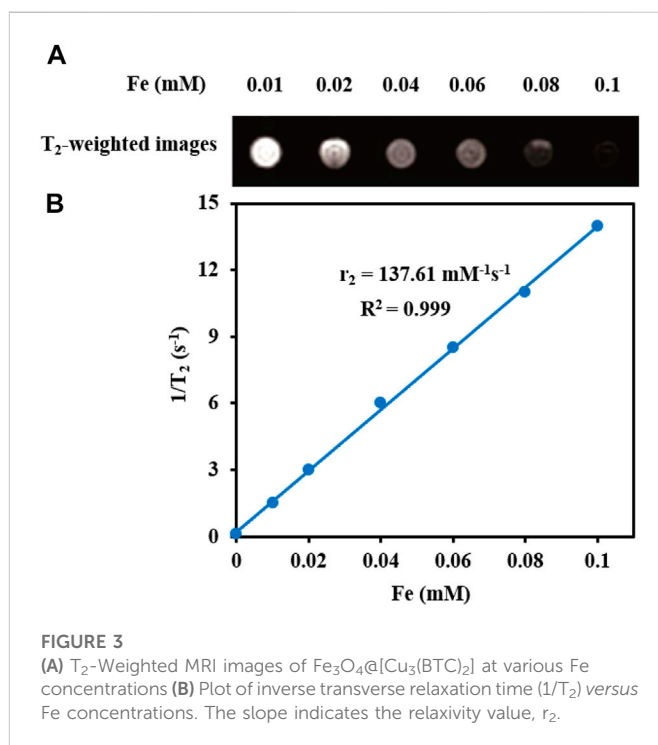 A
Fe (mM) 0.01 0.02 0.04 0.06 0.08 0.1
T₂-weighted images
B
15
12
9
6
3
0
1/T₂ (s⁻¹)
r₂ = 137.61 mM⁻¹s⁻¹
R² = 0.999
0 0.02 0.04 0.06 0.08 0.1
Fe (mM)
FIGURE 3
(A) T₂-Weighted MRI images of Fe₃O₄@[Cu₃(BTC)₂] at various Fe
concentrations (B) Plot of inverse transverse relaxation time (1/T₂) versus
Fe concentrations. The slope indicates the relaxivity value, r₂.